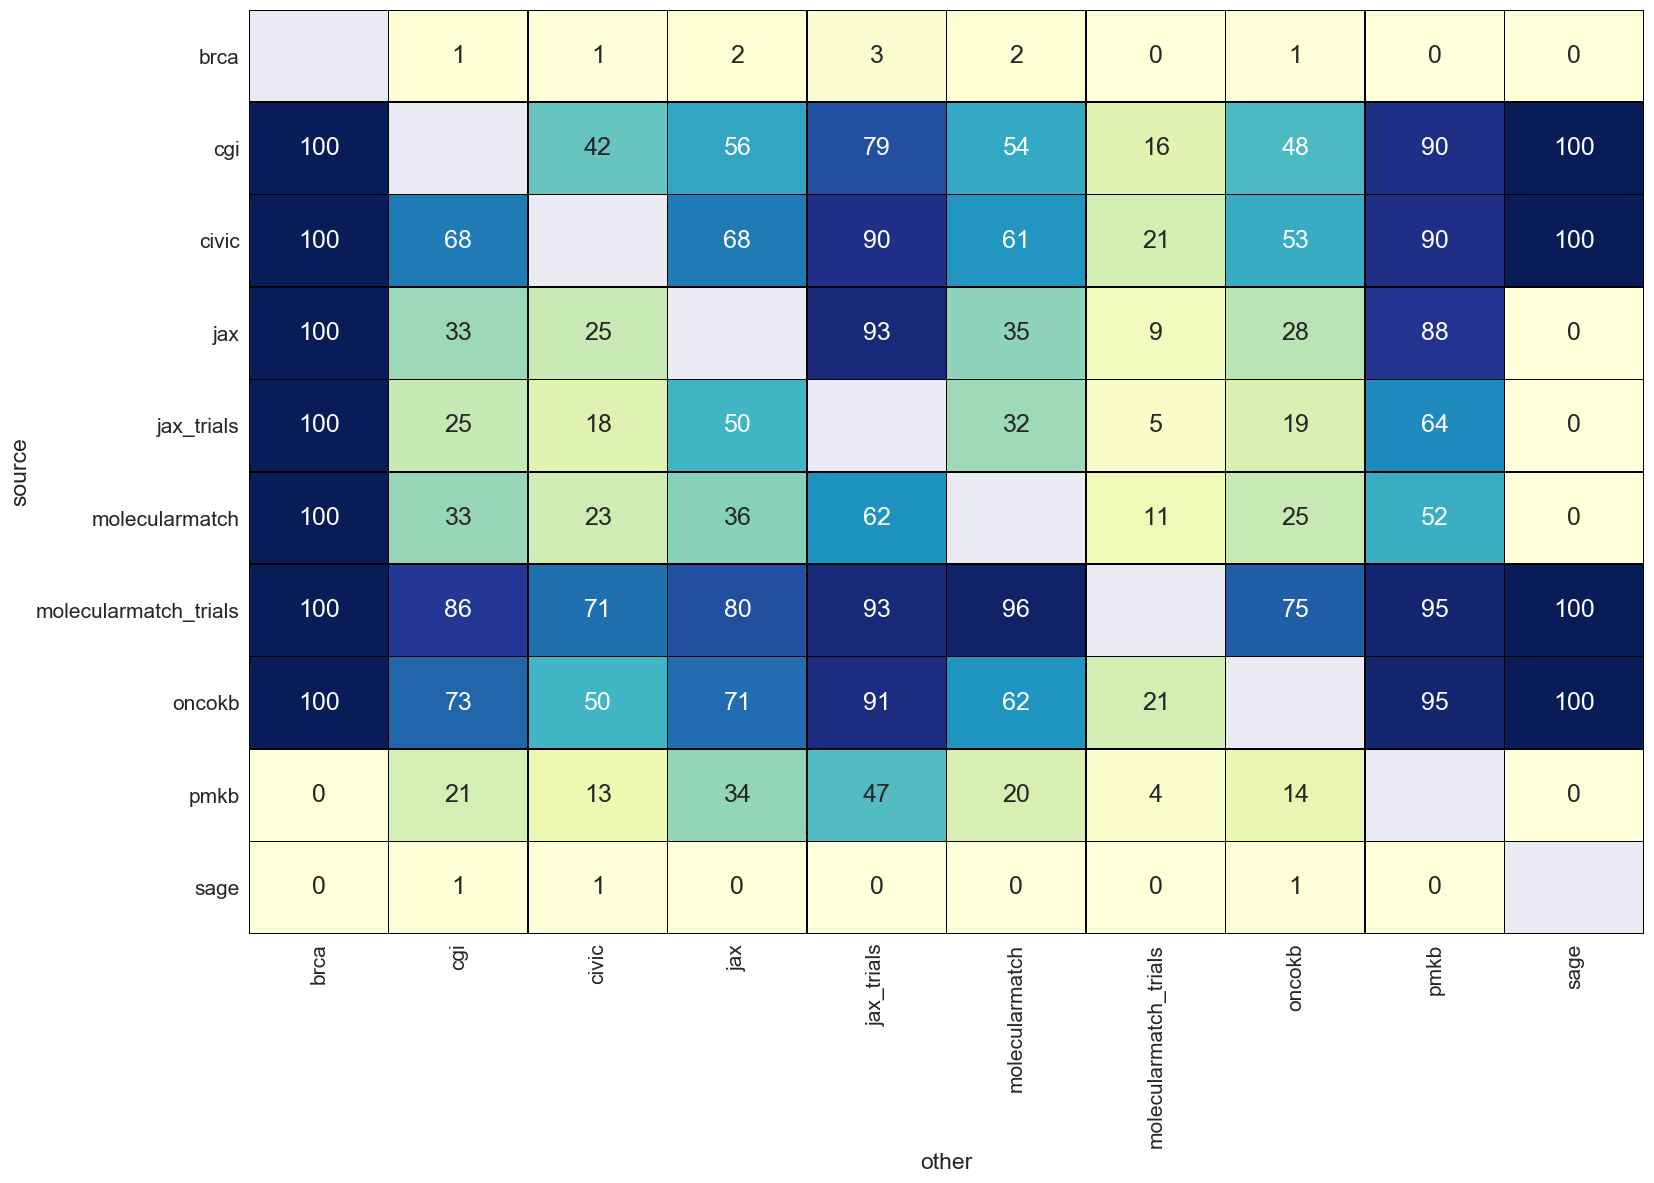 brca 1 1 2 3 2 0 1 0 0
cgi 100 42 56 79 54 16 48 90 100
civic 100 68 68 90 61 21 53 90 100
jax 100 33 25 93 35 9 28 88 0
jax_trials 100 25 18 50 32 5 19 64 0
molecularmatch 100 33 23 36 62 11 25 52 0
molecularmatch_trials 100 86 71 80 93 96 75 95 100
oncokb 100 73 50 71 91 62 21 95 100
pmkb 0 21 13 34 47 20 4 14 0
sage 0 1 1 0 0 0 0 1 0
source
brca cgi civic jax jax_trials molecularmatch molecularmatch_trials oncokb pmkb sage
other